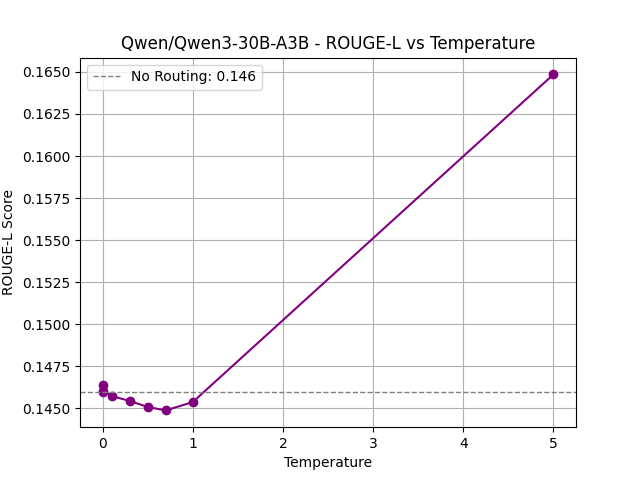 Qwen/Qwen3-30B-A3B - ROUGE-L vs Temperature
No Routing: 0.146
ROUGE-L Score
0.1650
0.1625
0.1600
0.1575
0.1550
0.1525
0.1500
0.1475
0.1450
0 1 2 3 4 5
Temperature